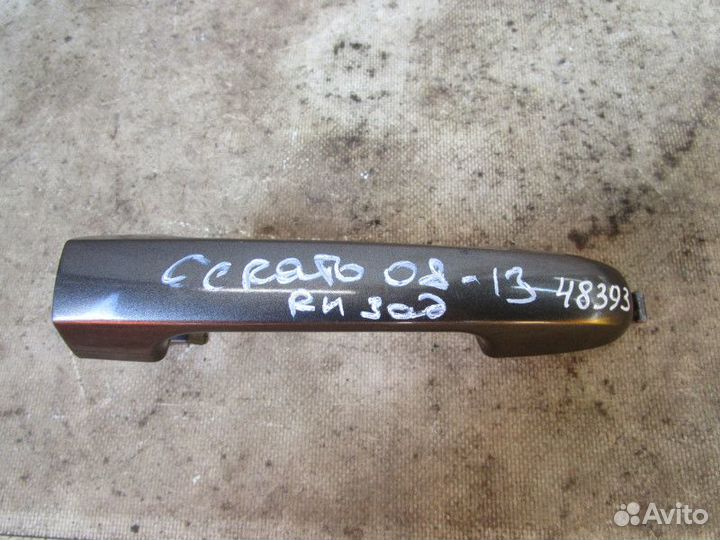 CERATO 08-13 48393
RH зад
Avito